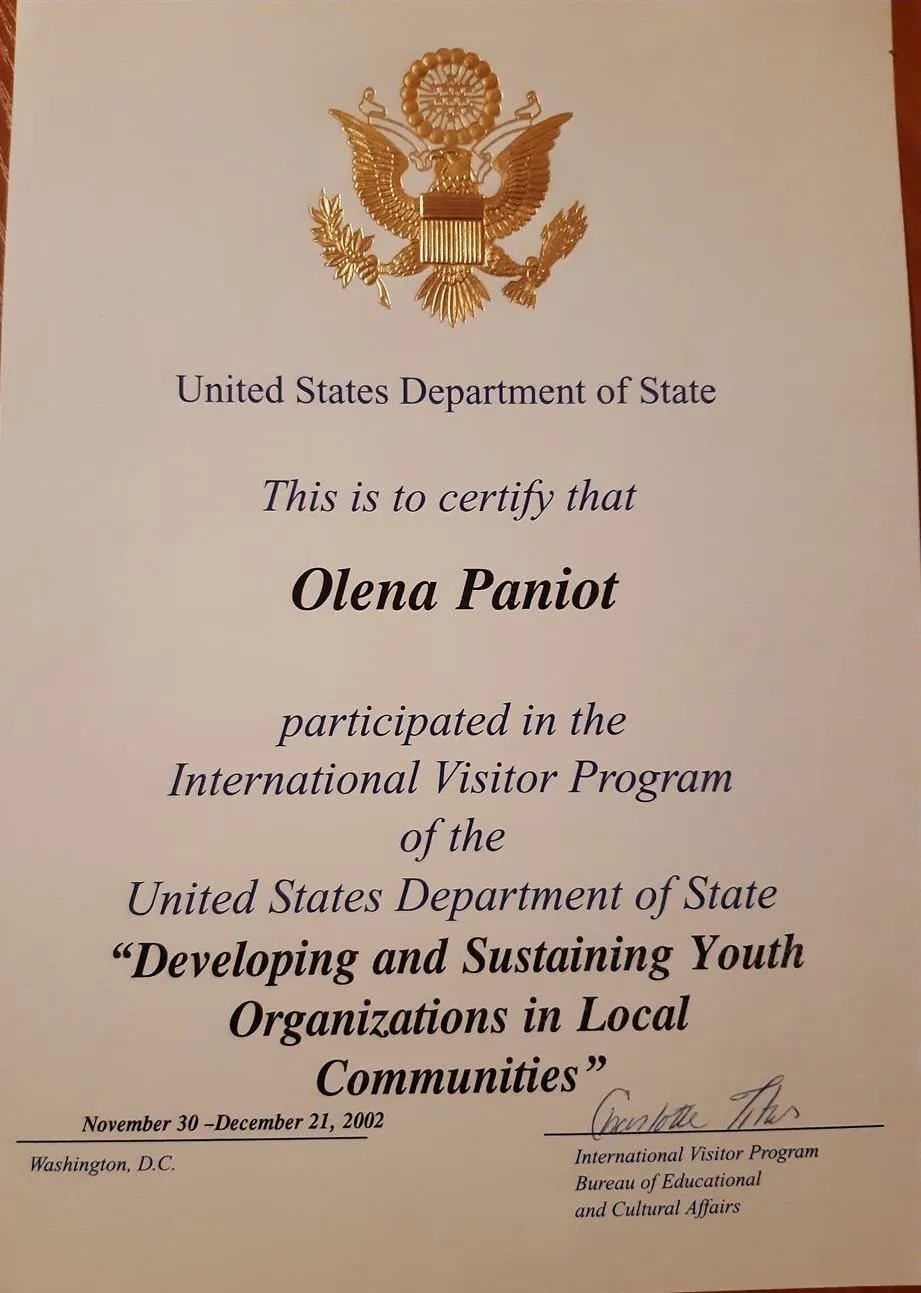 United States Department of State
This is to certify that
Olena Paniot
participated in the
International Visitor Program
of the
United States Department of State
“Developing and Sustaining Youth
Organizations in Local
Communities”
November 30 –December 21, 2002
Washington, D.C.
Charlotte Titus
International Visitor Program
Bureau of Educational
and Cultural Affairs